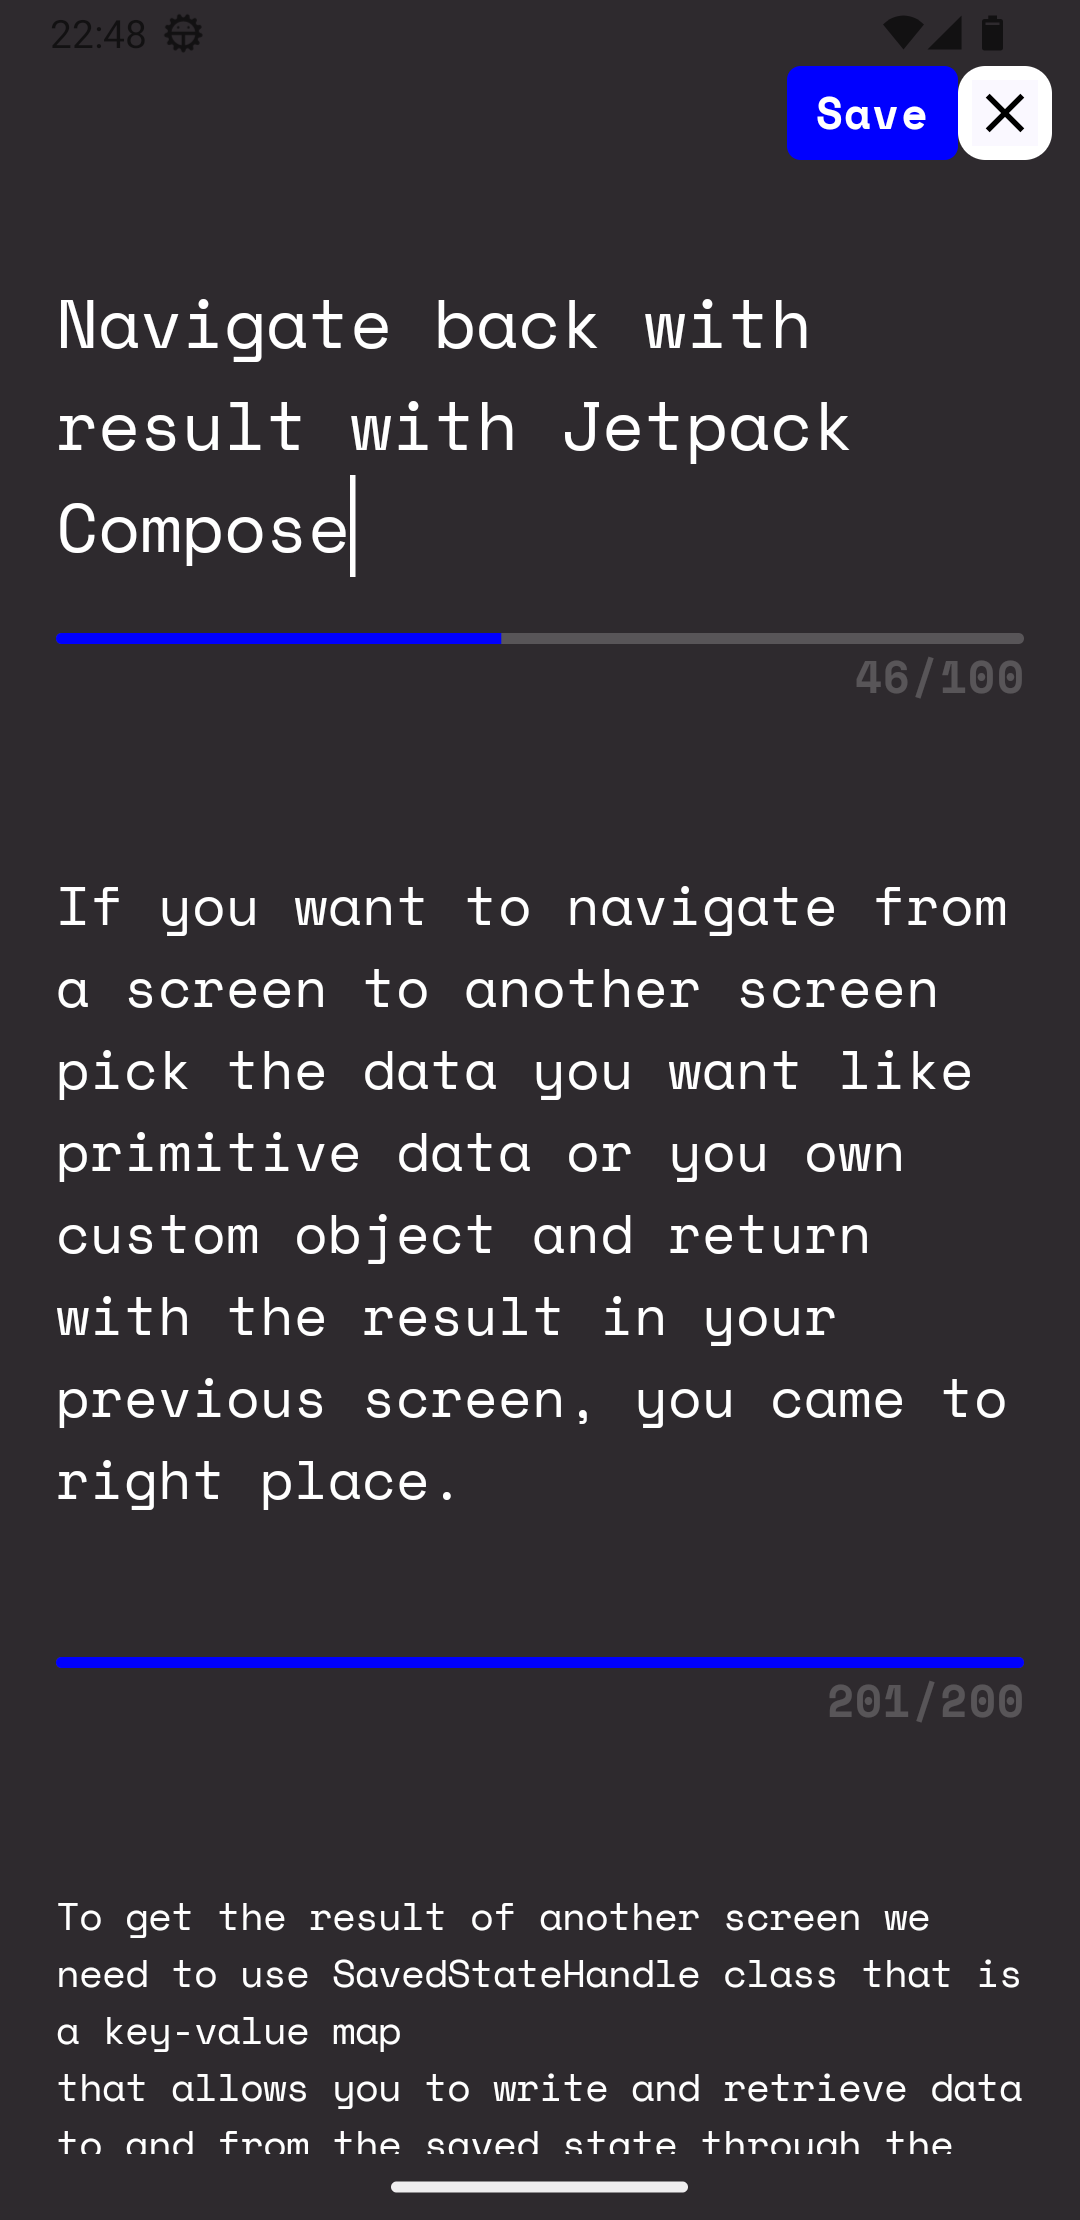 22:48
Save
Navigate back with
result with Jetpack
Compose
46/100
If you want to navigate from
a screen to another screen
pick the data you want like
primitive data or you own
custom object and return
with the result in your
previous screen, you came to
right place.
201/200
To get the result of another screen we
need to use SavedStateHandle class that is
a key-value map
that allows you to write and retrieve data
to and from the saved state through the